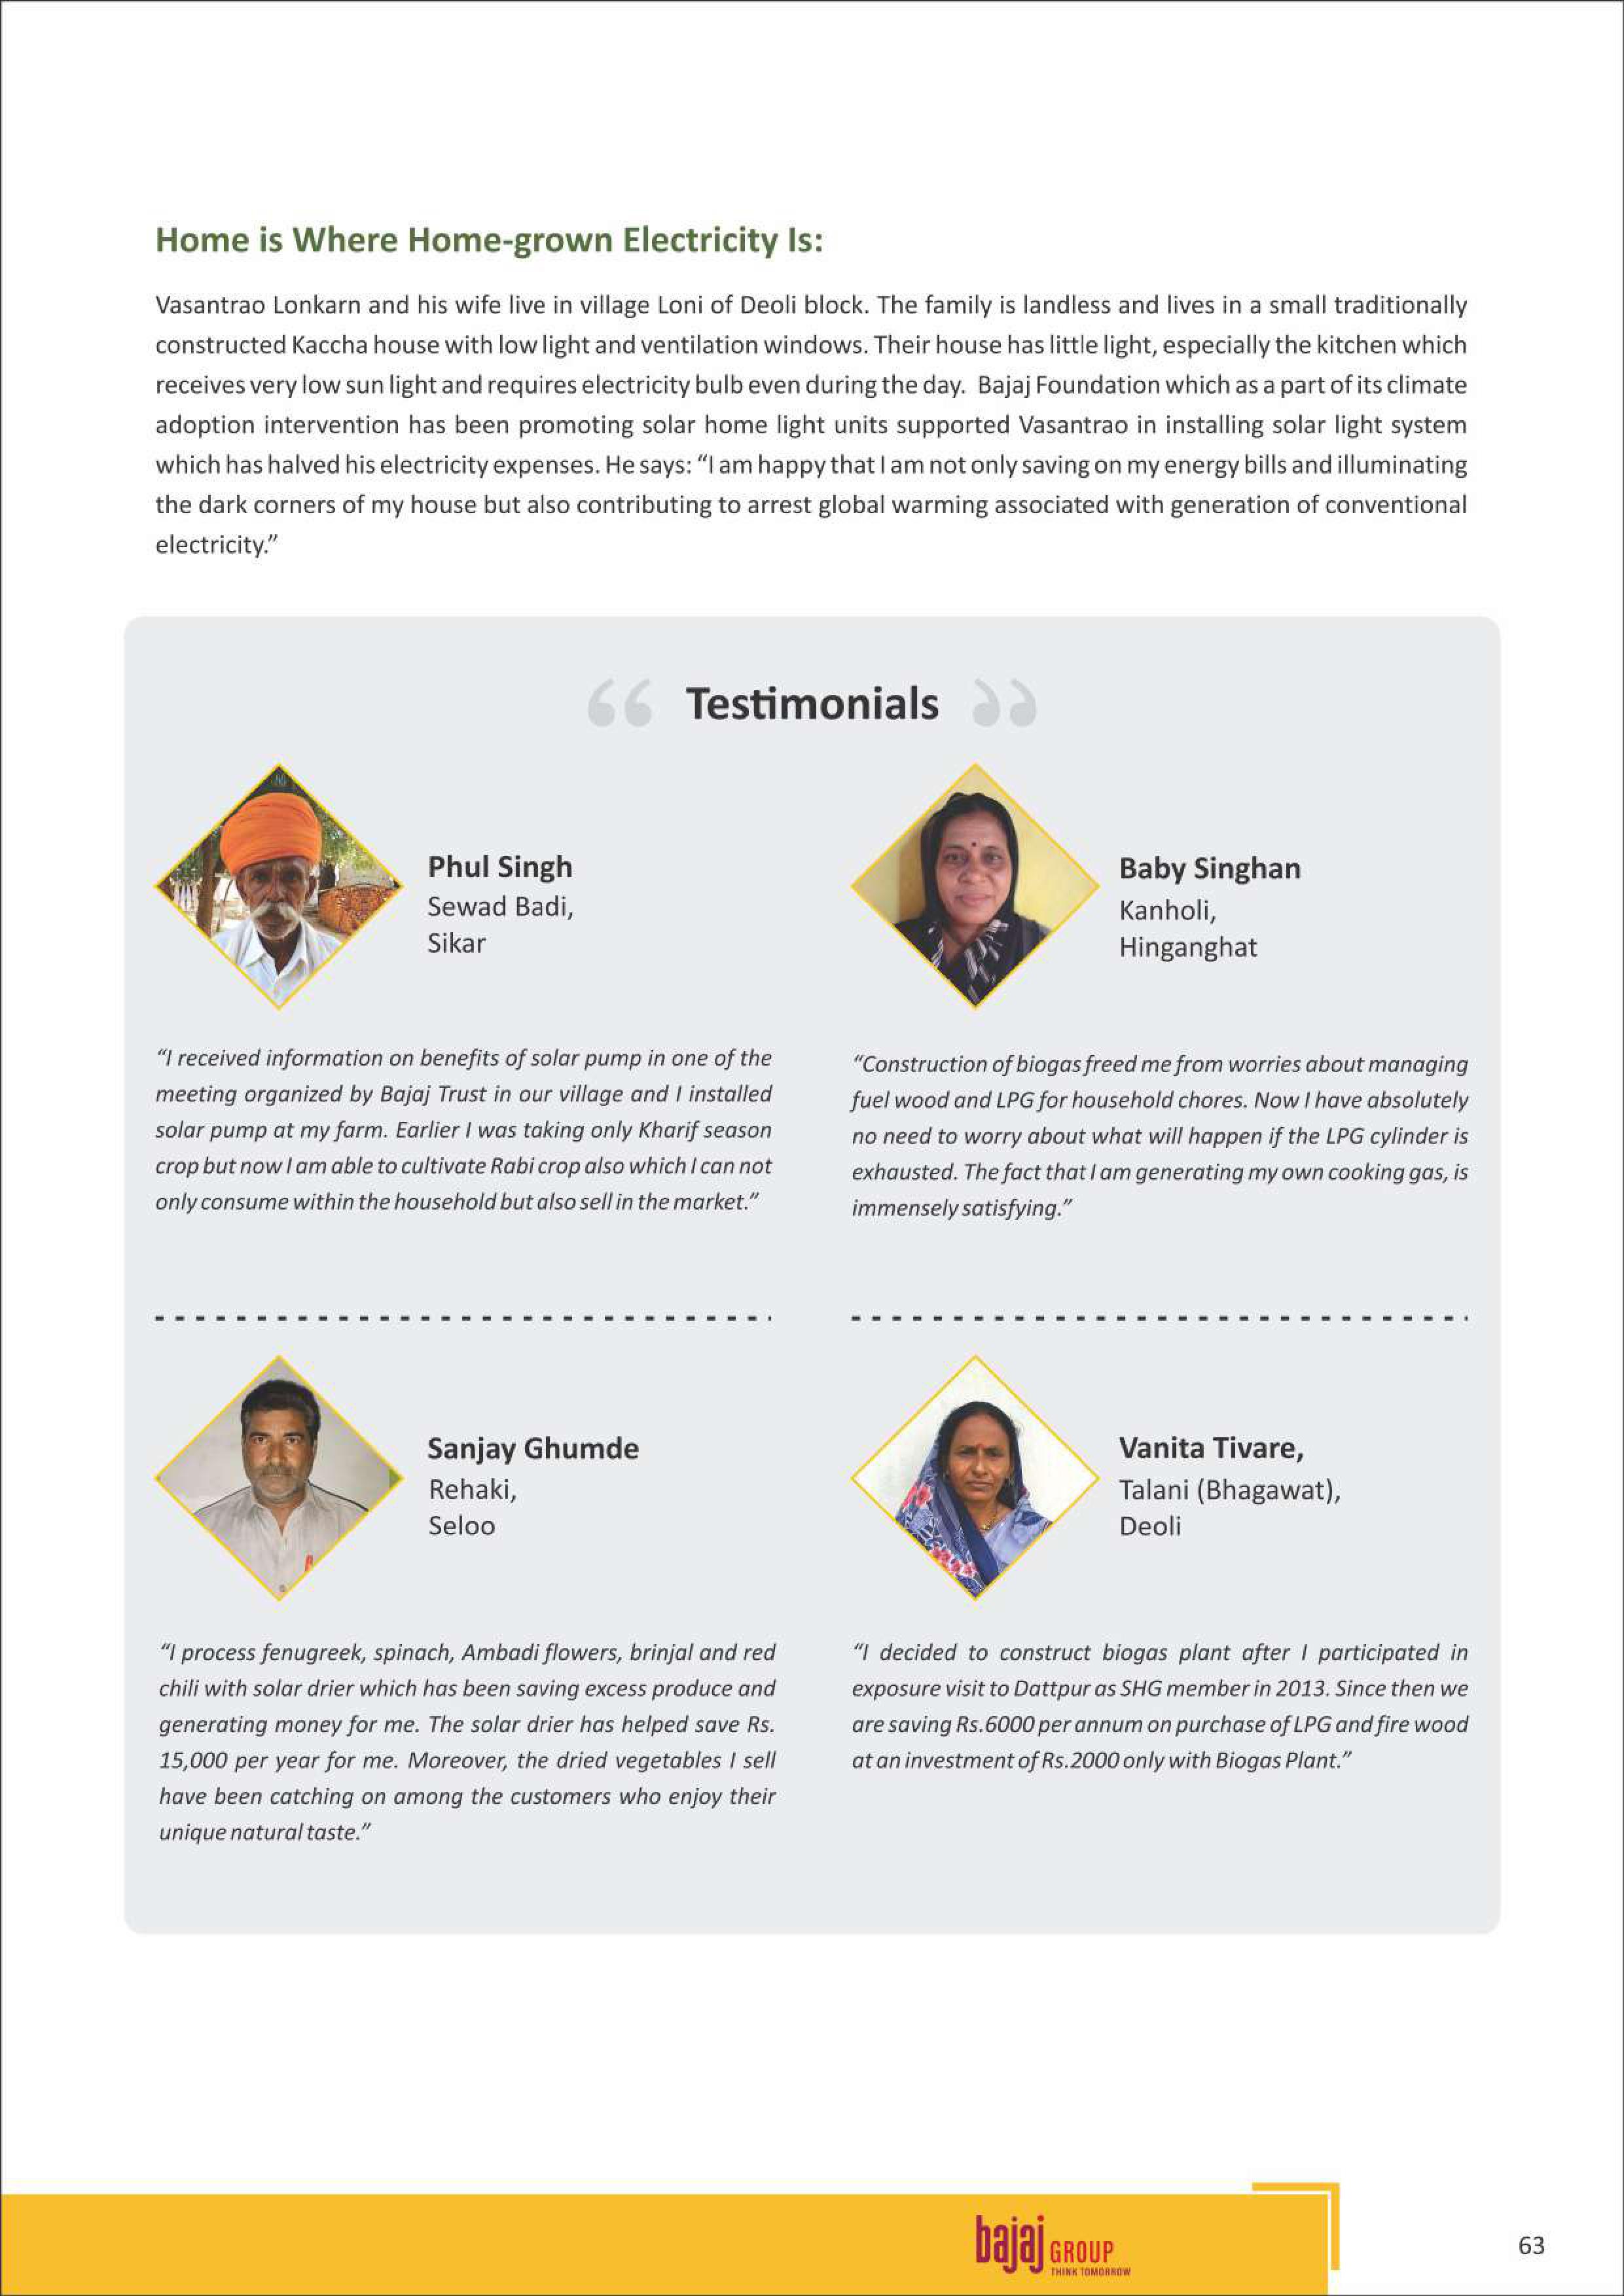 Home is Where Home-grown Electricity Is:
Vasantrao Lonkarn and his wife live in village Loni of Deoli block. The family is landless and lives in a small traditionally
constructed Kaccha house with low light and ventilation windows. Their house has little light, especially the kitchen which
receives very low sun light and requires electricity bulb even during the day. Bajaj Foundation which as a part of its climate
adoption intervention has been promoting solar home light units supported Vasantrao in installing solar light system
which has halved his electricity expenses. He says: “I am happy that I am not only saving on my energy bills and illuminating
the dark corners of my house but also contributing to arrest global warming associated with generation of conventional
electricity.”
“ Testimonials ”
Phul Singh
Sewad Badi,
Sikar
“I received information on benefits of solar pump in one of the
meeting organized by Bajaj Trust in our village and I installed
solar pump at my farm. Earlier I was taking only Kharif season
crop but now I am able to cultivate Rabi crop also which I can not
only consume within the household but also sell in the market.”
Baby Singhan
Kanholi,
Hinganghat
“Construction of biogas freed me from worries about managing
fuel wood and LPG for household chores. Now I have absolutely
no need to worry about what will happen if the LPG cylinder is
exhausted. The fact that I am generating my own cooking gas, is
immensely satisfying.”
Sanjay Ghumde
Rehaki,
Seloo
“I process fenugreek, spinach, Ambadi flowers, brinjal and red
chili with solar drier which has been saving excess produce and
generating money for me. The solar drier has helped save Rs.
15,000 per year for me. Moreover, the dried vegetables I sell
have been catching on among the customers who enjoy their
unique natural taste.”
Vanita Tivare,
Talani (Bhagawat),
Deoli
“I decided to construct biogas plant after I participated in
exposure visit to Dattpur as SHG member in 2013. Since then we
are saving Rs.6000 per annum on purchase of LPG and fire wood
at an investment of Rs.2000 only with Biogas Plant.”
bajaj GROUP
THINK TOMORROW
63